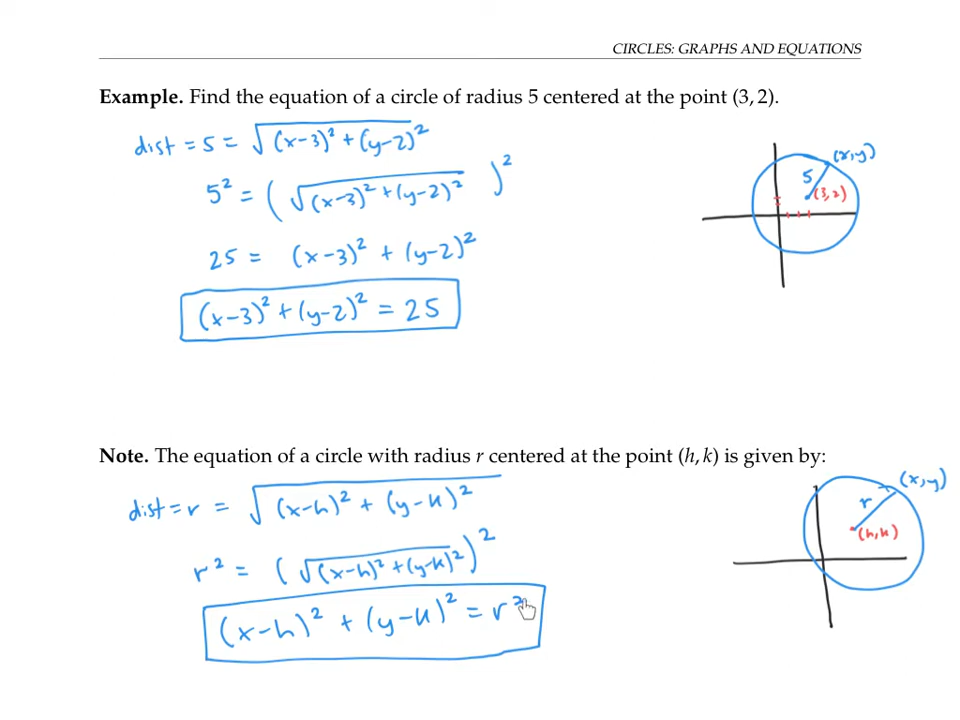 CIRCLES: GRAPHS AND EQUATIONS
Example. Find the equation of a circle of radius 5 centered at the point (3, 2).
dist = 5 = √(x-3)² + (y-2)²
(x,y)
5² = ( √(x-3)² + (y-2)² )²
5
(3,2)
25 = (x-3)² + (y-2)²
(x-3)² + (y-2)² = 25
Note. The equation of a circle with radius r centered at the point (h, k) is given by:
dist = r = √(x-h)² + (y-k)²
(x,y)
r
(h,k)
r² = ( √(x-h)² + (y-k)² )²
(x-h)² + (y-k)² = r²